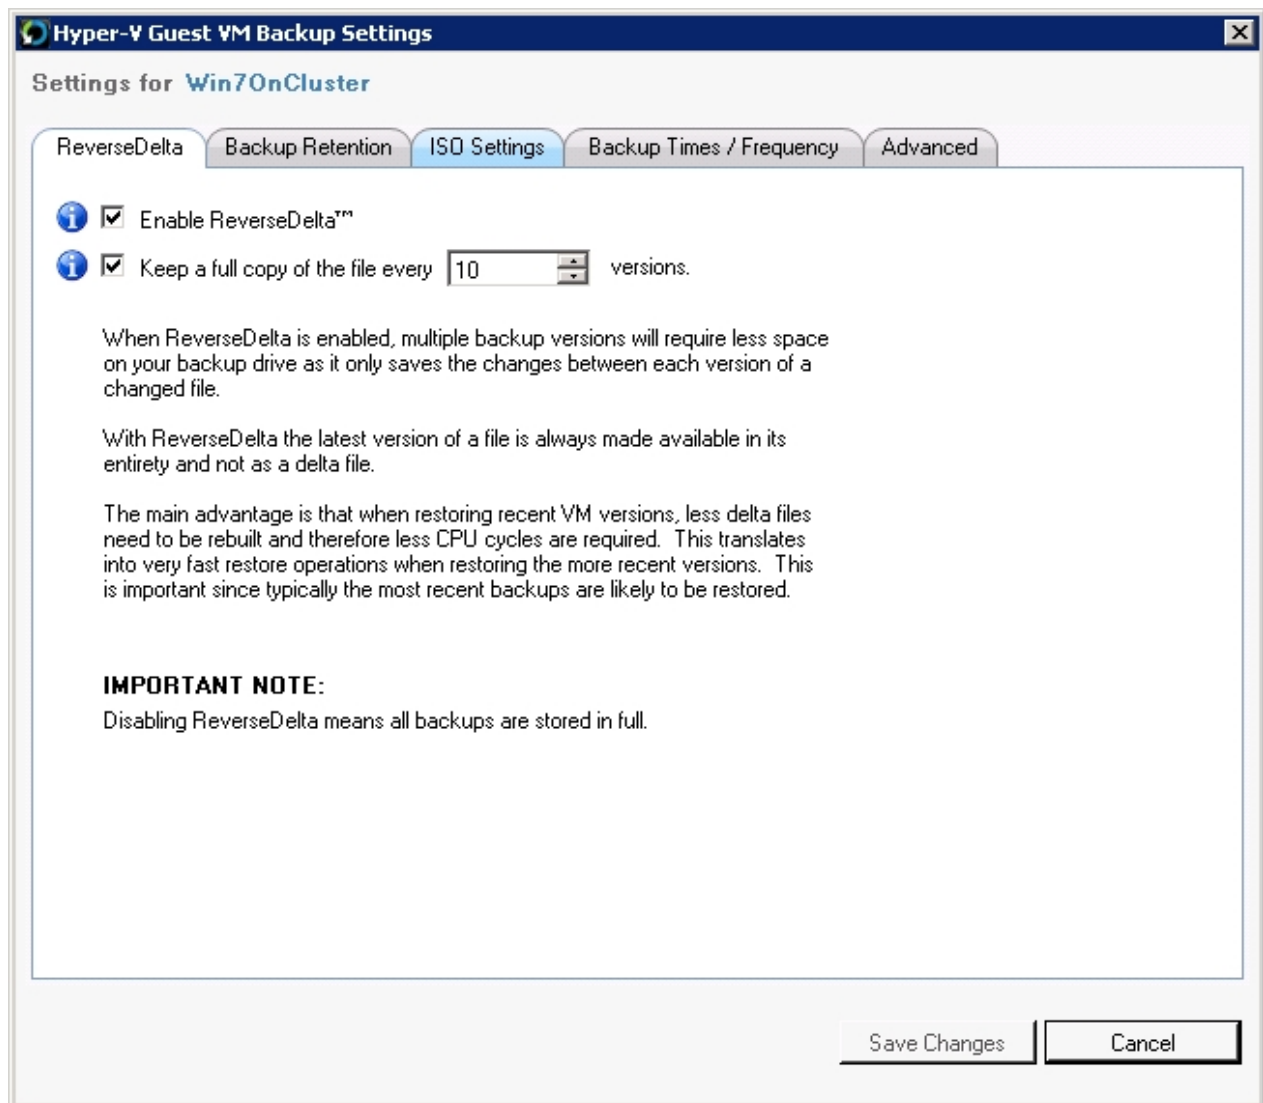 Hyper-V Guest VM Backup Settings
Settings for Win7OnCluster
ReverseDelta Backup Retention ISO Settings Backup Times / Frequency Advanced
Enable ReverseDelta™
Keep a full copy of the file every 10 versions.
When ReverseDelta is enabled, multiple backup versions will require less space
on your backup drive as it only saves the changes between each version of a
changed file.
With ReverseDelta the latest version of a file is always made available in its
entirety and not as a delta file.
The main advantage is that when restoring recent VM versions, less delta files
need to be rebuilt and therefore less CPU cycles are required. This translates
into very fast restore operations when restoring the more recent versions. This
is important since typically the most recent backups are likely to be restored.
IMPORTANT NOTE:
Disabling ReverseDelta means all backups are stored in full.
Save Changes Cancel